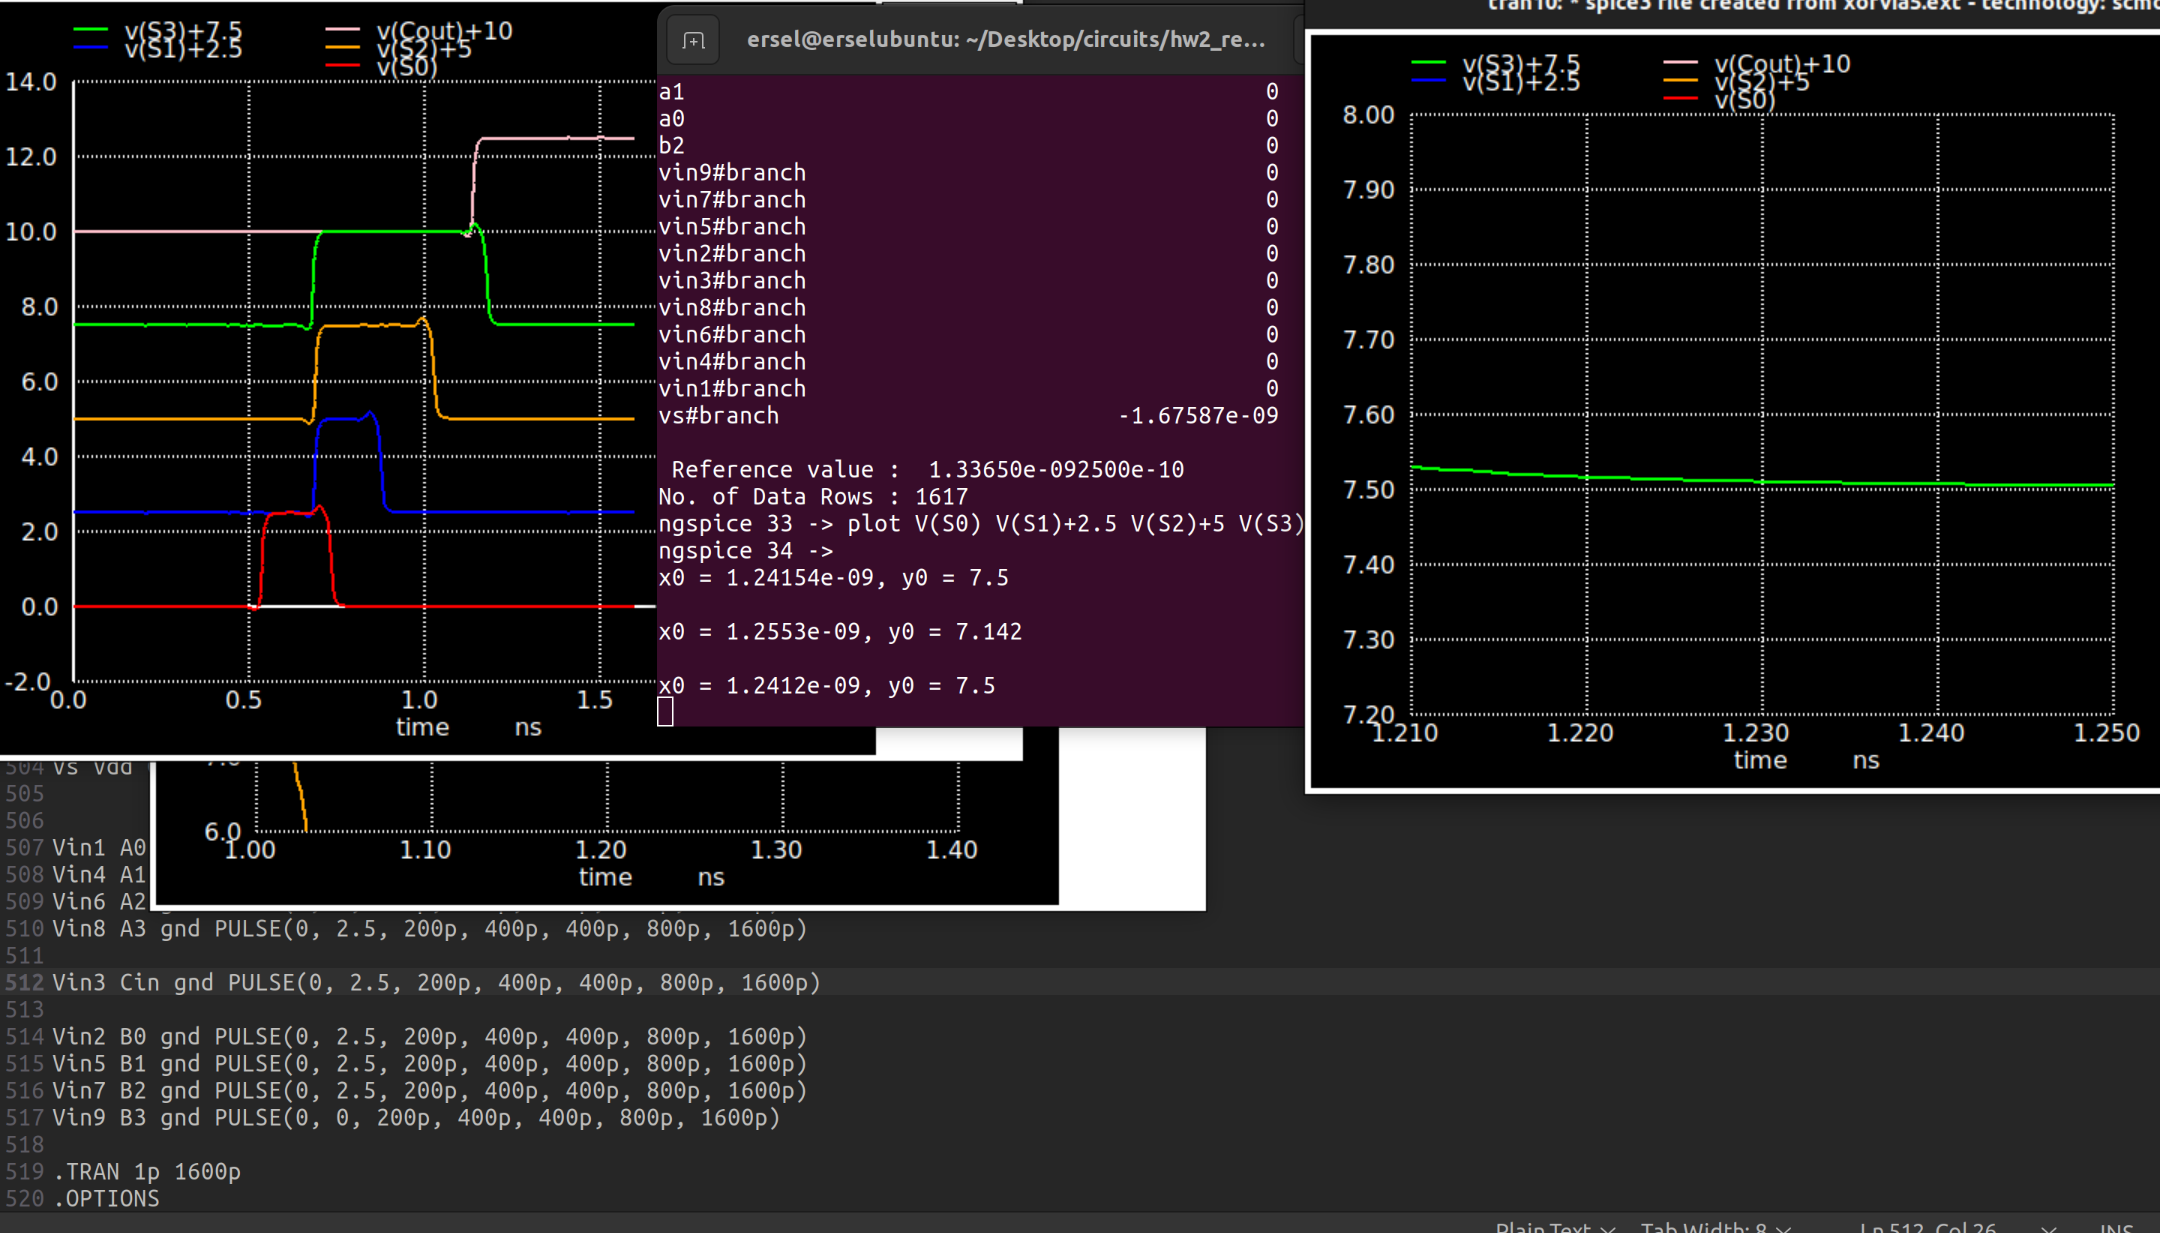 v(S3)+7.5
v(Cout)+10
v(S1)+2.5
v(S2)+5
v(S0)
14.0
12.0
10.0
8.0
6.0
4.0
2.0
0.0
-2.0
0.0 0.5 1.0 1.5
time ns
ersel@erselubuntu: ~/Desktop/circuits/hw2_re...
a1 0
a0 0
b2 0
vin9#branch 0
vin7#branch 0
vin5#branch 0
vin2#branch 0
vin3#branch 0
vin8#branch 0
vin6#branch 0
vin4#branch 0
vin1#branch 0
vs#branch -1.67587e-09
Reference value : 1.33650e-092500e-10
No. of Data Rows : 1617
ngspice 33 -> plot V(S0) V(S1)+2.5 V(S2)+5 V(S3)
ngspice 34 ->
x0 = 1.24154e-09, y0 = 7.5
x0 = 1.2553e-09, y0 = 7.142
x0 = 1.2412e-09, y0 = 7.5
tran10: * spice3 file created from xorvia5.ext - technology: scmo
v(S3)+7.5
v(Cout)+10
v(S1)+2.5
v(S2)+5
v(S0)
8.00
7.90
7.80
7.70
7.60
7.50
7.40
7.30
7.20
1.210 1.220 1.230 1.240 1.250
time ns
6.0
1.00 1.10 1.20 1.30 1.40
time ns
504 Vs Vdd
505
506
507 Vin1 A0
508 Vin4 A1
509 Vin6 A2
510 Vin8 A3 gnd PULSE(0, 2.5, 200p, 400p, 400p, 800p, 1600p)
511
512 Vin3 Cin gnd PULSE(0, 2.5, 200p, 400p, 400p, 800p, 1600p)
513
514 Vin2 B0 gnd PULSE(0, 2.5, 200p, 400p, 400p, 800p, 1600p)
515 Vin5 B1 gnd PULSE(0, 2.5, 200p, 400p, 400p, 800p, 1600p)
516 Vin7 B2 gnd PULSE(0, 2.5, 200p, 400p, 400p, 800p, 1600p)
517 Vin9 B3 gnd PULSE(0, 0, 200p, 400p, 400p, 800p, 1600p)
518
519 .TRAN 1p 1600p
520 .OPTIONS
Plain Text Tab Width: 8 Ln 512, Col 26 INS